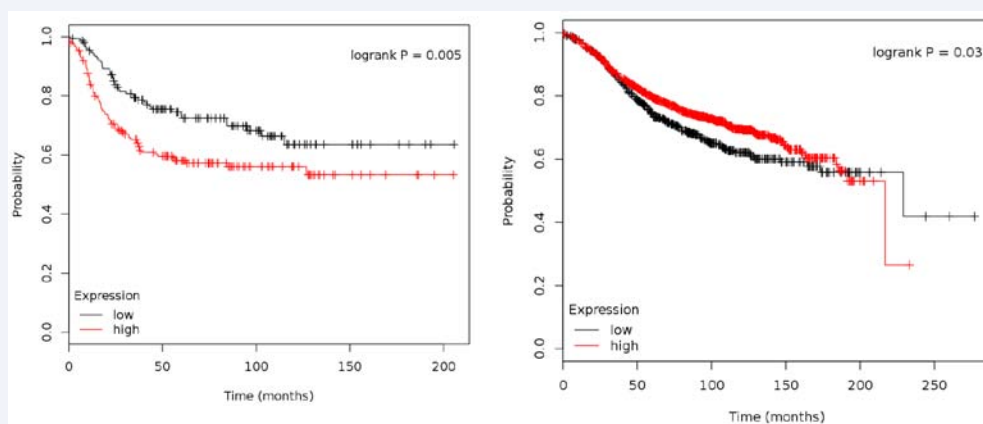 logrank P = 0.005
Probability
1.0
0.8
0.6
0.4
0.2
0.0
Expression
low
high
0 50 100 150 200
Time (months)
logrank P = 0.03
Probability
1.0
0.8
0.6
0.4
0.2
0.0
Expression
low
high
0 50 100 150 200 250
Time (months)